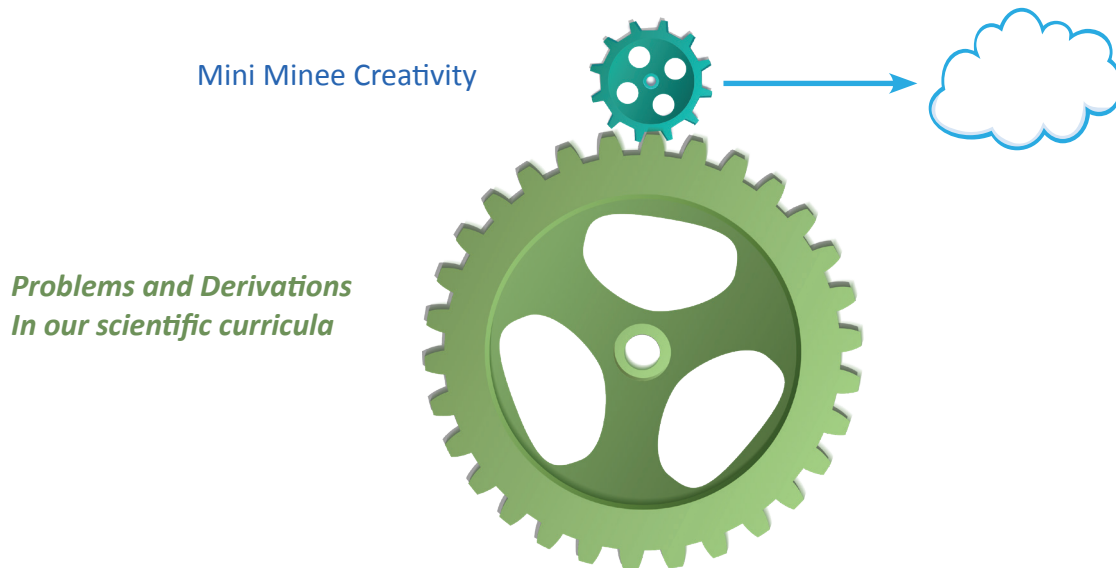 Mini Minee Creativity
Problems and Derivations
In our scientific curricula